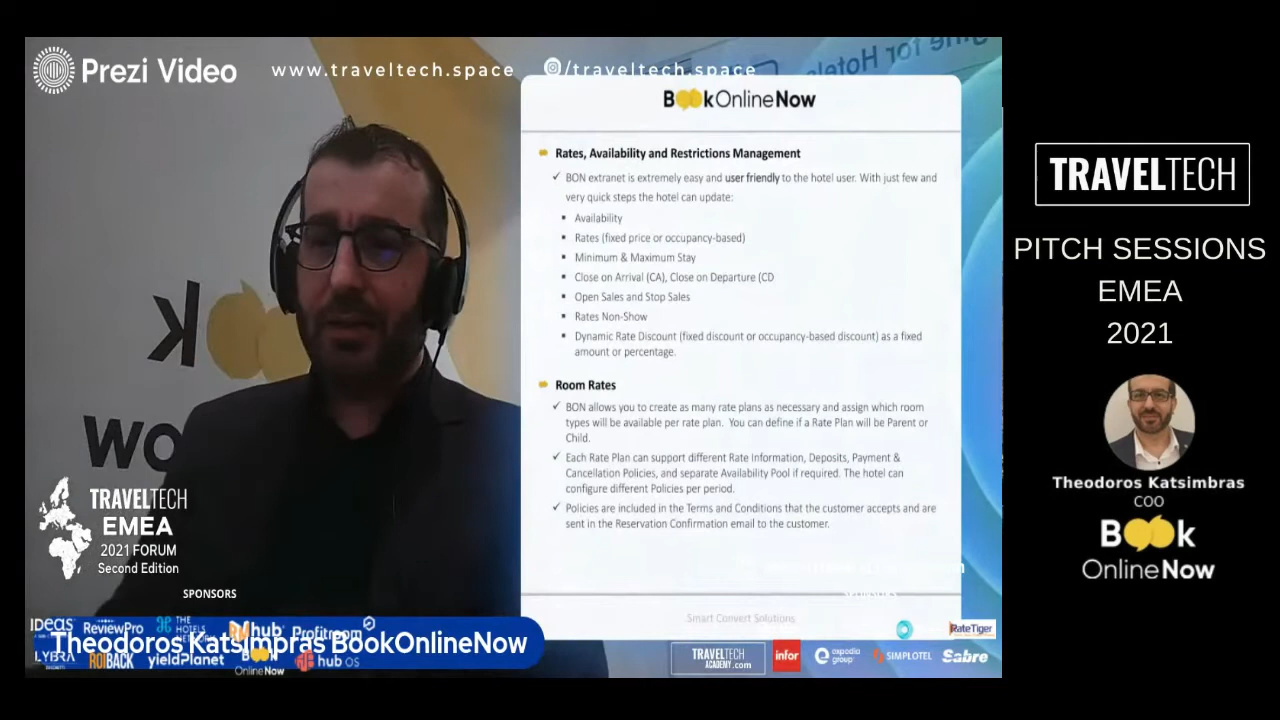 Prezi Video
www.traveltech.space
/traveltech.space
BookOnlineNow
Rates, Availability and Restrictions Management
✓ BON extranet is extremely easy and user friendly to the hotel user. With just few and
very quick steps the hotel can update:
▪ Availability
▪ Rates (fixed price or occupancy-based)
▪ Minimum & Maximum Stay
▪ Close on Arrival (CA), Close on Departure (CD
▪ Open Sales and Stop Sales
▪ Rates Non-Show
▪ Dynamic Rate Discount (fixed discount or occupancy-based discount) as a fixed
amount or percentage.
Room Rates
✓ BON allows you to create as many rate plans as necessary and assign which room
types will be available per rate plan. You can define if a Rate Plan will be Parent or
Child.
✓ Each Rate Plan can support different Rate Information, Deposits, Payment &
Cancellation Policies, and separate Availability Pool if required. The hotel can
configure different Policies per period.
✓ Policies are included in the Terms and Conditions that the customer accepts and are
sent in the Reservation Confirmation email to the customer.
Smart Convert Solutions
TRAVELTECH
EMEA
2021 FORUM
Second Edition
SPONSORS
IDeaS ReviewPro THE HOTELS hub Profitroom
Theodoros Katsimbras BookOnlineNow
LYBRA ROIBACK yieldPlanet hub OS
OnlineNow
RateTiger
TRAVELTECH
ACADEMY.com
infor
expedia
group
SIMPLOTEL
Sabre
TRAVELTECH
PITCH SESSIONS
EMEA
2021
Theodoros Katsimbras
COO
Book
OnlineNow